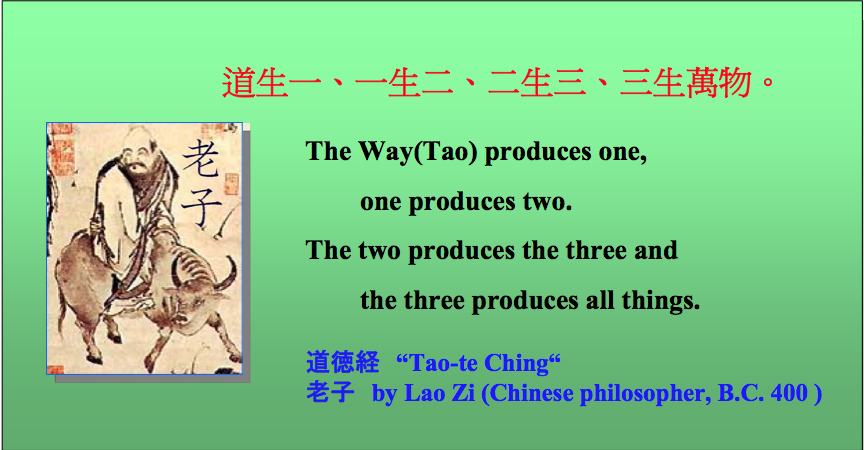 道生一、一生二、二生三、三生萬物。
The Way(Tao) produces one,
one produces two.
The two produces the three and
the three produces all things.
老子
道徳経 “Tao-te Ching“
老子 by Lao Zi (Chinese philosopher, B.C. 400 )